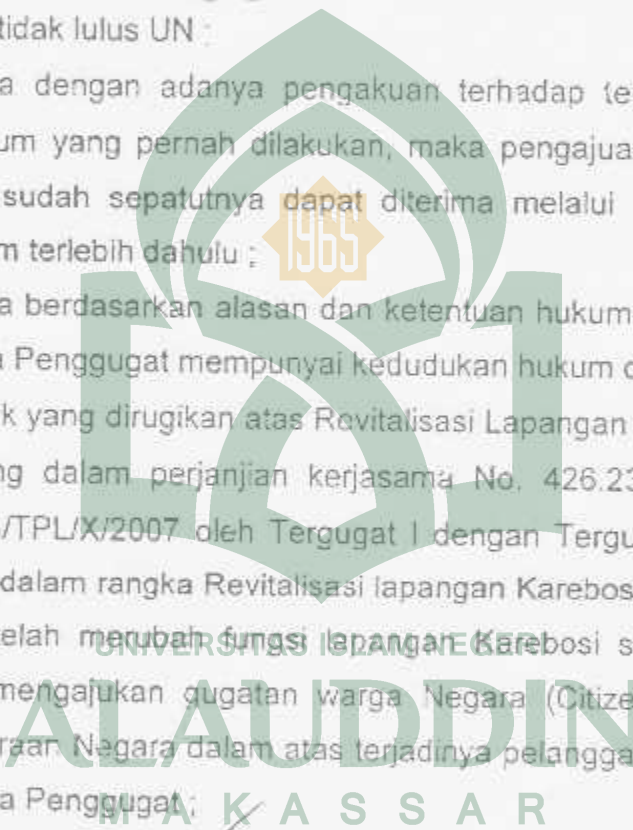 tidak lulus UN :
a dengan adanya pengakuan terhadap te
um yang pernah dilakukan, maka pengajua
sudah sepatutnya dapat diterima melalui
m terlebih dahulu ;
1965
a berdasarkan alasan dan ketentuan hukum
a Penggugat mempunyai kedudukan hukum
k yang dirugikan atas Revitalisasi Lapangan
ng dalam perjanjian kerjasama No. 426.23
/TPL/X/2007 oleh Tergugat I dengan Tergu
dalam rangka Revitalisasi lapangan Karebos
elah merubah fungsi lapangan Karebosi s
UNIVERSITAS ISLAM NEGERI
mengajukan gugatan warga Negara (Citize
ALAUDDIN
raan Negara dalam atas terjadinya pelangga
a Penggugat ;
MAKASSAR